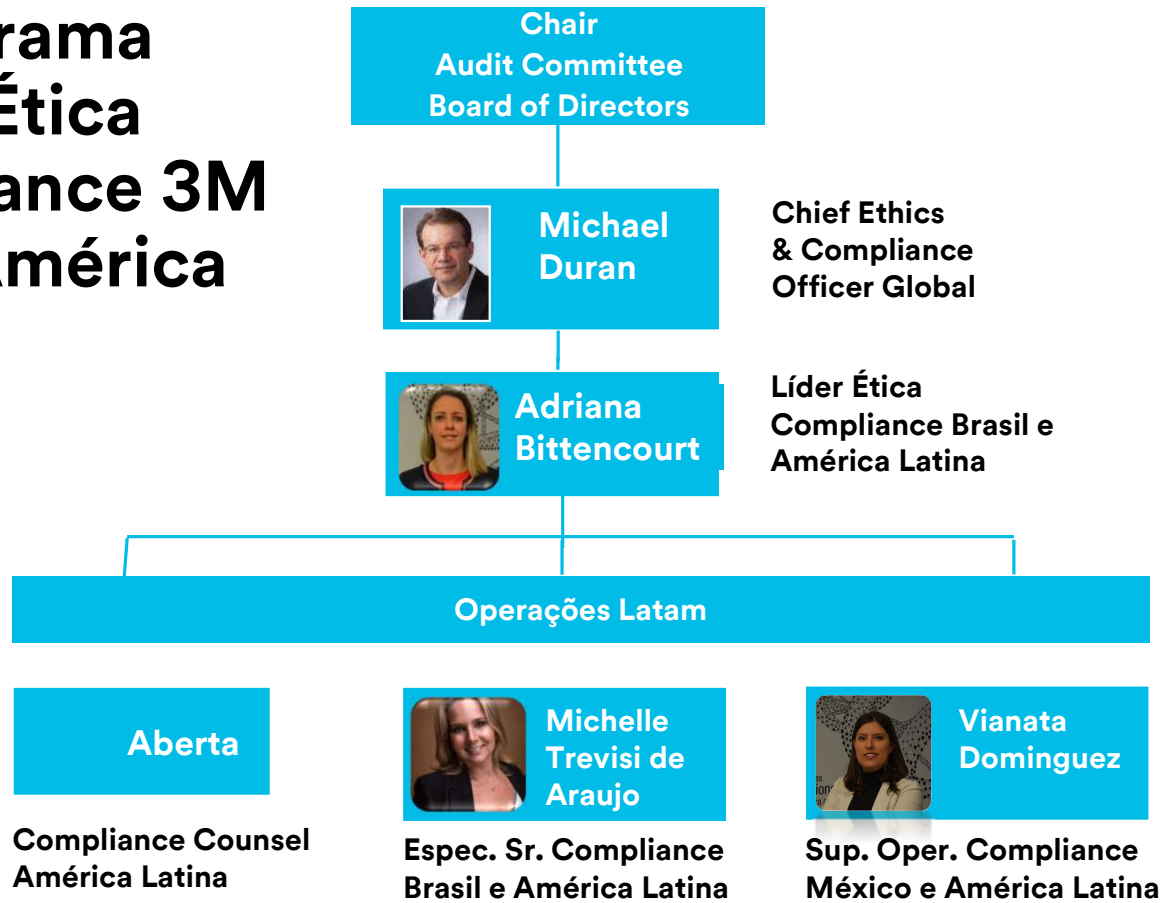 rama
Ética
ance 3M
América
Chair
Audit Committee
Board of Directors
Michael
Duran
Chief Ethics
& Compliance
Officer Global
Adriana
Bittencourt
Líder Ética
Compliance Brasil e
América Latina
Operações Latam
Aberta
Compliance Counsel
América Latina
Michelle
Trevisi de
Araujo
Espec. Sr. Compliance
Brasil e América Latina
Vianata
Dominguez
Sup. Oper. Compliance
México e América Latina